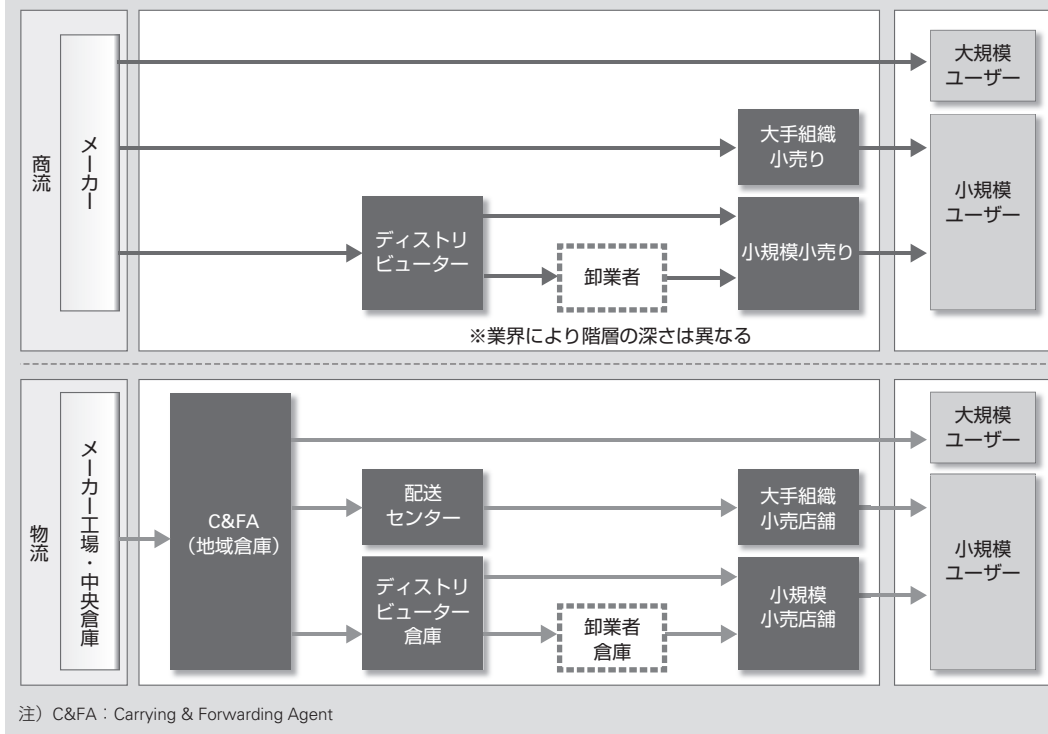 商流
メーカー
大規模
ユーザー
大手組織
小売り
小規模
ユーザー
ディストリ
ビューター
卸業者
小規模小売り
※業界により階層の深さは異なる
物流
メーカー工場・中央倉庫
C&FA
（地域倉庫）
大規模
ユーザー
配送
センター
大手組織
小売店舗
小規模
ユーザー
ディストリ
ビューター
倉庫
卸業者
倉庫
小規模
小売店舗
注）C&FA：Carrying & Forwarding Agent